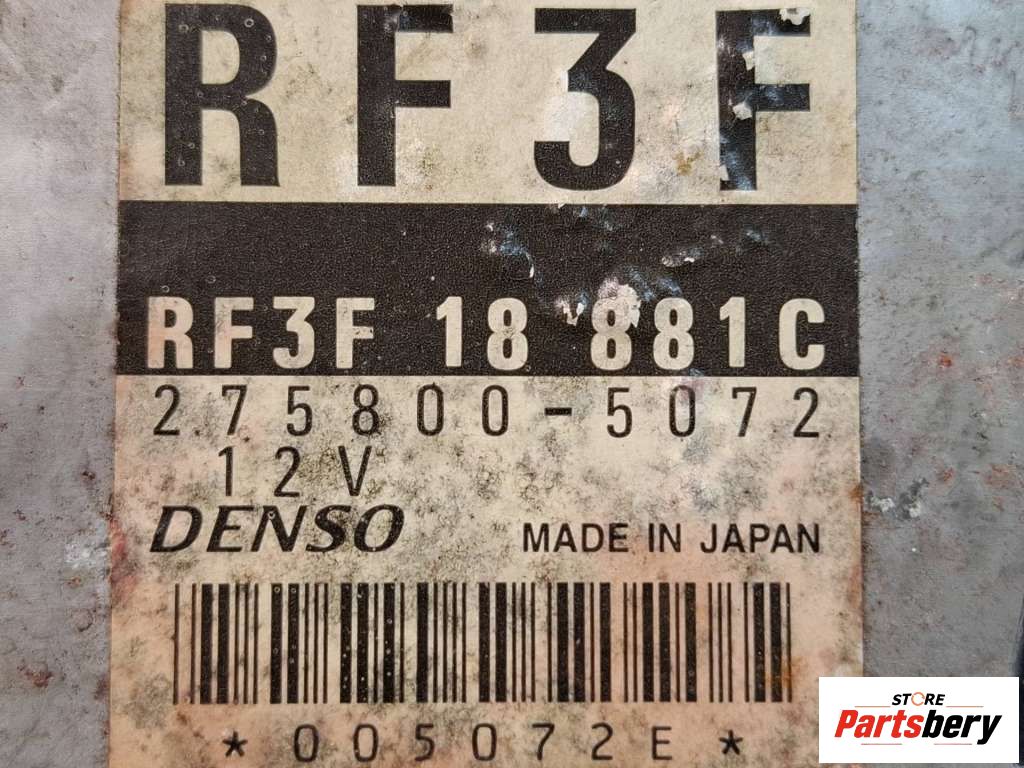 RF3F
RF3F 18 881C
275800-5072
12V
DENSO MADE IN JAPAN
*005072E*
STORE
Partsbery